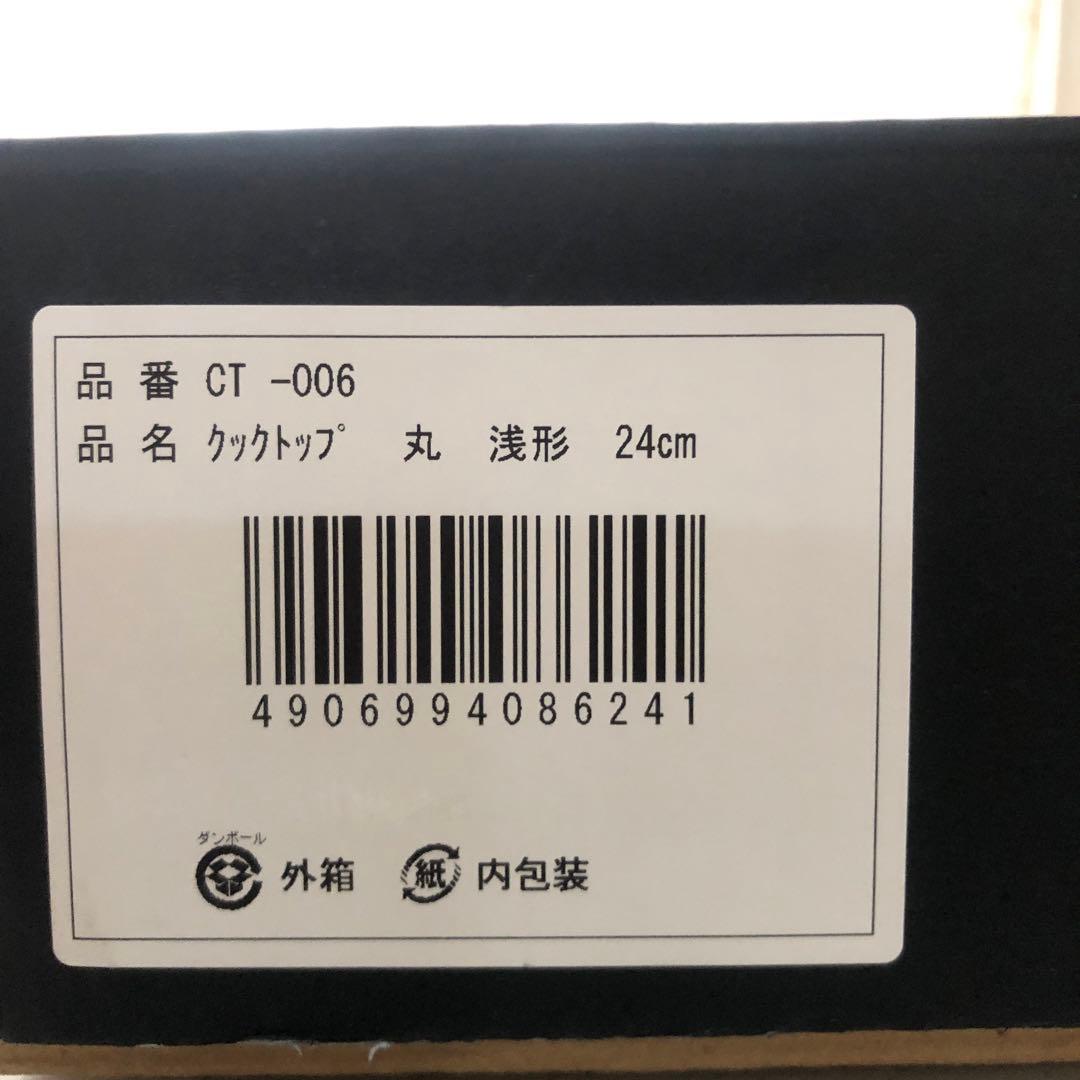 品 番 CT -006
品 名 ｸｯｸﾄｯﾌﾟ 丸 浅形 24cm
4906994086241
ダンボール
外箱 紙 内包装